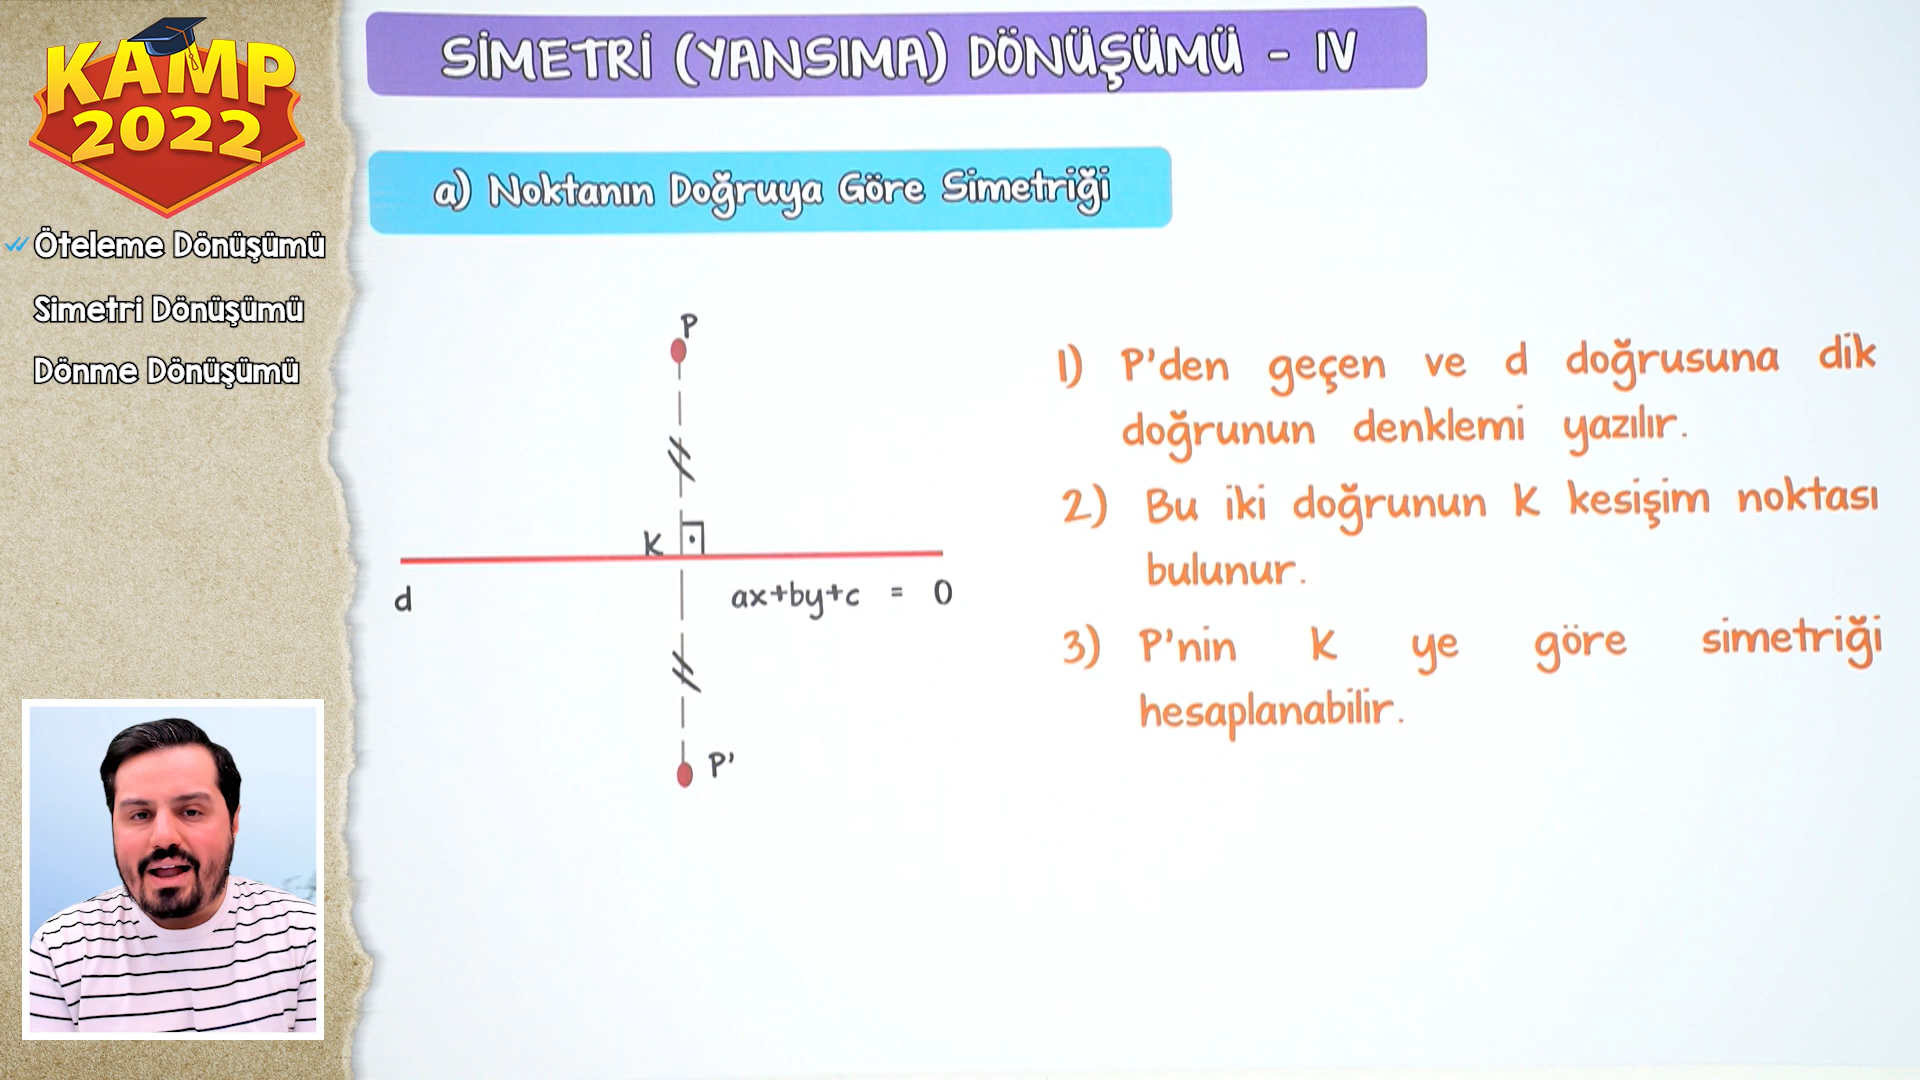 KAMP
2022
Öteleme Dönüşümü
Simetri Dönüşümü
Dönme Dönüşümü
SİMETRİ (YANSIMA) DÖNÜŞÜMÜ - IV
a) Noktanın Doğruya Göre Simetriği
P
K
d
ax+by+c = 0
P'
1) P'den geçen ve d doğrusuna dik
doğrunun denklemi yazılır.
2) Bu iki doğrunun K kesişim noktası
bulunur.
3) P'nin K ye göre simetriği
hesaplanabilir.